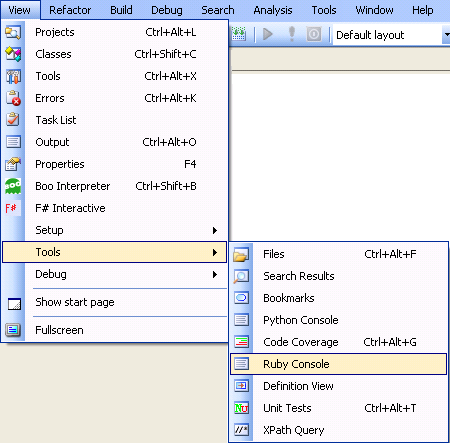 View Refactor Build Debug Search Analysis Tools Window Help
Default layout
Projects Ctrl+Alt+L
Classes Ctrl+Shift+C
Tools Ctrl+Alt+X
Errors Ctrl+Alt+K
Task List
Output Ctrl+Alt+O
Properties F4
Boo Interpreter Ctrl+Shift+B
F# F# Interactive
Setup
Tools
Debug
Show start page
Fullscreen
Files Ctrl+Alt+F
Search Results
Bookmarks
Python Console
Code Coverage Ctrl+Alt+G
Ruby Console
Definition View
NU Unit Tests Ctrl+Alt+T
//* XPath Query